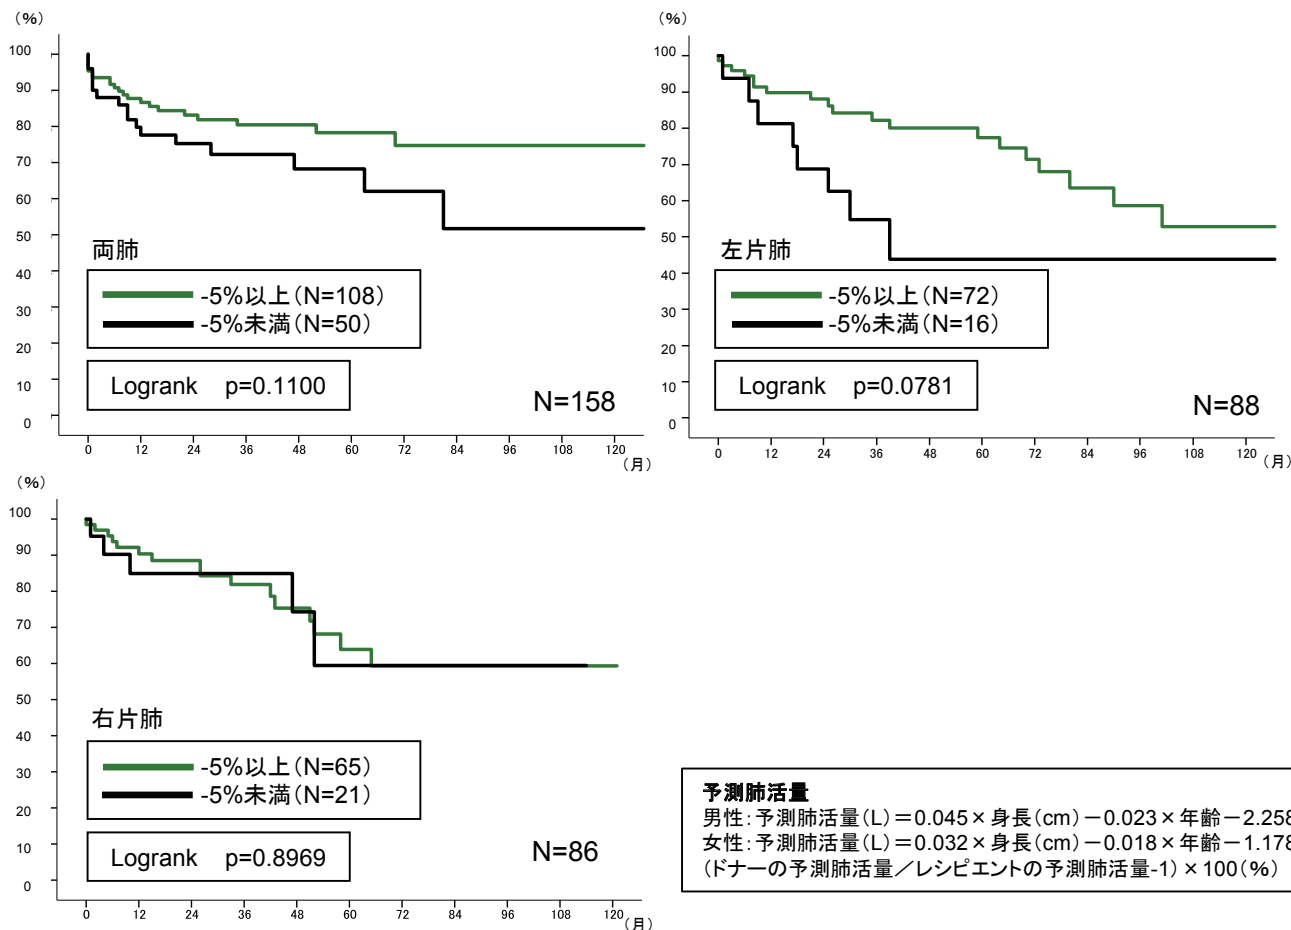 (%)
100
90
80
70
60
50
40
30
20
10
0
両肺
-5%以上(N=108)
-5%未満(N=50)
Logrank p=0.1100
N=158
0 12 24 36 48 60 72 84 96 108 120
(月)
(%)
100
90
80
70
60
50
40
30
20
10
0
左片肺
-5%以上(N=72)
-5%未満(N=16)
Logrank p=0.0781
N=88
0 12 24 36 48 60 72 84 96 108 120
(月)
(%)
100
90
80
70
60
50
40
30
20
10
0
右片肺
-5%以上(N=65)
-5%未満(N=21)
Logrank p=0.8969
N=86
0 12 24 36 48 60 72 84 96 108 120
(月)
予測肺活量
男性:予測肺活量(L)=0.045×身長(cm)-0.023×年齢-2.258
女性:予測肺活量(L)=0.032×身長(cm)-0.018×年齢-1.178
(ドナーの予測肺活量/レシピエントの予測肺活量-1)×100(%)